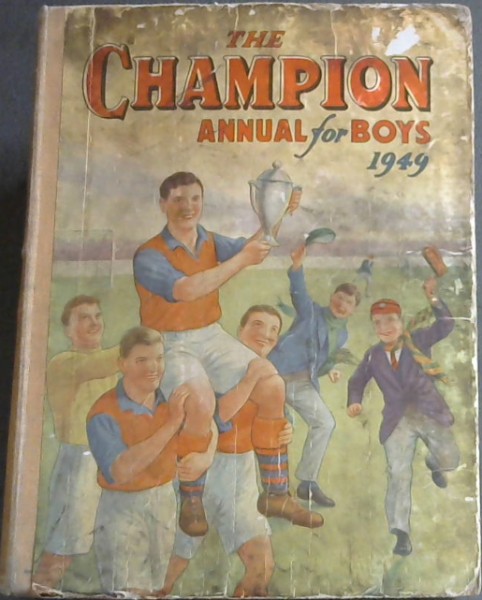 THE
CHAMPION
ANNUAL for BOYS
1949